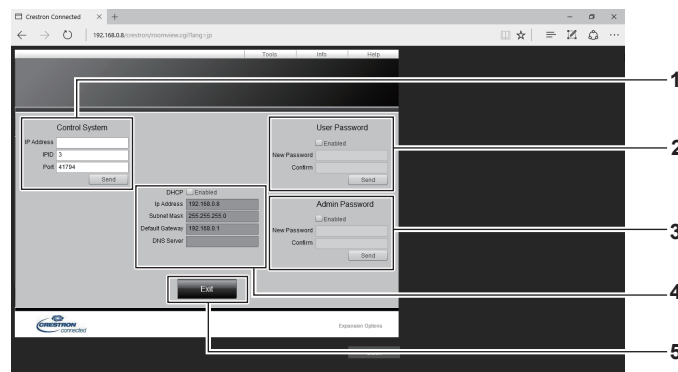 Crestron Connected
192.168.0.8/crestron/roomview.cgi?lang=jp
Tools Info Help
1
Control System
IP Address
IPID 3
Port 41794
Send
User Password
Enabled
New Password
Confirm
Send
2
DHCP Enabled
Ip Address 192.168.0.8
Subnet Mask 255.255.255.0
Default Gateway 192.168.0.1
DNS Server
Admin Password
Enabled
New Password
Confirm
Send
3
4
Exit
CRESTRON
connected
Expansion Options
5